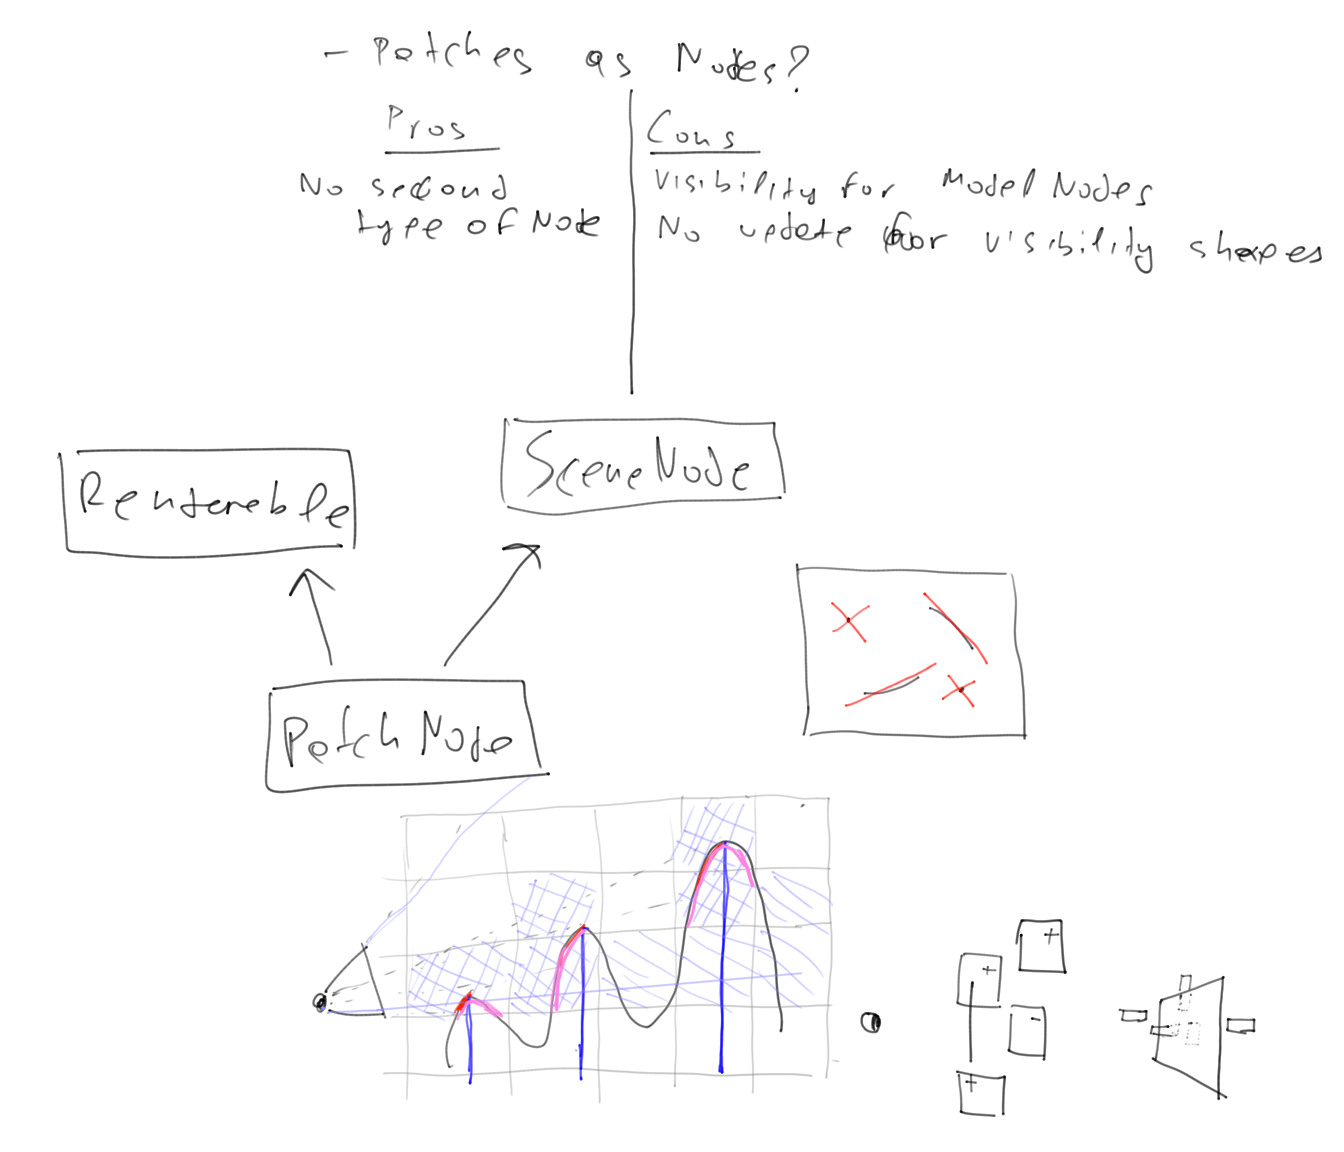 - Patches as Nodes?
Pros
Cons
No second
type of Node
Visibility for Model Nodes
No update for visibility shapes
SceneNode
Renderable
PatchNode
+
+
-
+